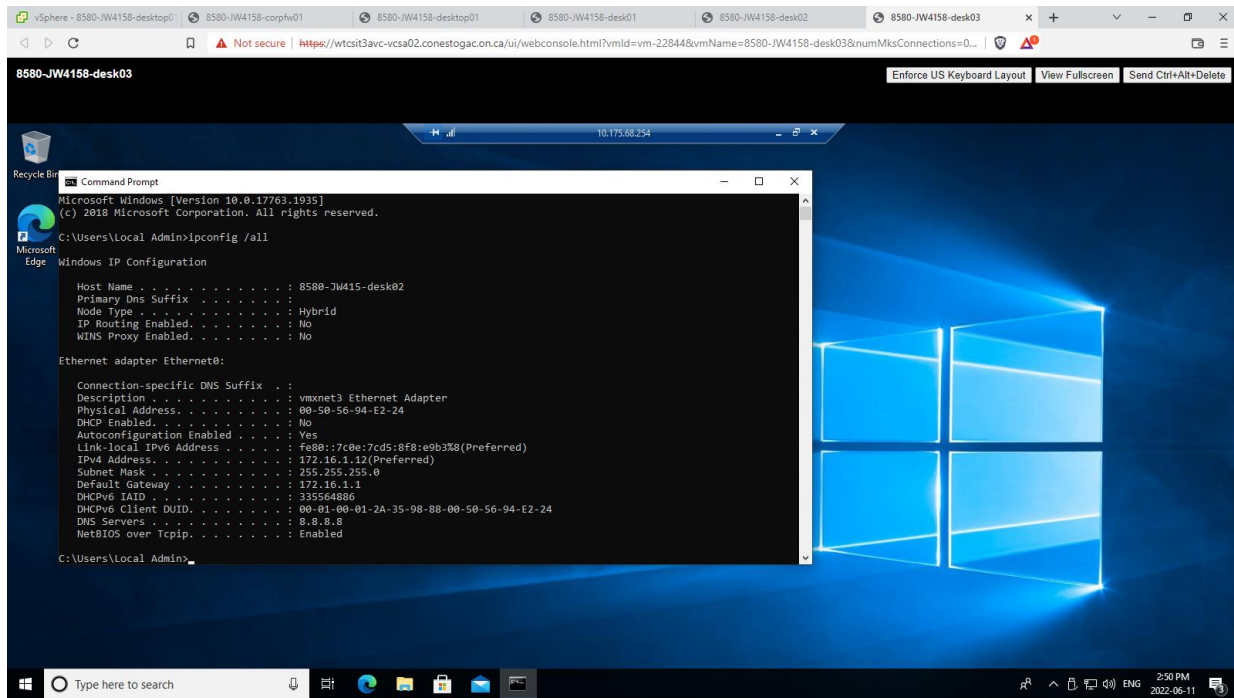 vSphere - 8580-JW4158-desktop0
8580-JW4158-corpfw01
8580-JW4158-desktop01
8580-JW4158-desk01
8580-JW4158-desk02
8580-JW4158-desk03
Not secure | https://wtcsit3avc-vcsa02.conestogac.on.ca/ui/webconsole.html?vmId=vm-22844&vmName=8580-JW4158-desk03&numMksConnections=0...
8580-JW4158-desk03
Enforce US Keyboard Layout
View Fullscreen
Send Ctrl+Alt+Delete
10.175.68.254
Recycle Bin
Microsoft
Edge
Command Prompt
Microsoft Windows [Version 10.0.17763.1935]
(c) 2018 Microsoft Corporation. All rights reserved.
C:\Users\Local Admin>ipconfig /all
Windows IP Configuration
Host Name . . . . . . . . . . . . : 8580-JW415-desk02
Primary Dns Suffix . . . . . . . :
Node Type . . . . . . . . . . . . : Hybrid
IP Routing Enabled. . . . . . . . : No
WINS Proxy Enabled. . . . . . . . : No
Ethernet adapter Ethernet0:
Connection-specific DNS Suffix . :
Description . . . . . . . . . . . : vmxnet3 Ethernet Adapter
Physical Address. . . . . . . . . : 00-50-56-94-E2-24
DHCP Enabled. . . . . . . . . . . : No
Autoconfiguration Enabled . . . . : Yes
Link-local IPv6 Address . . . . . : fe80::7c0e:7cd5:8f8:e9b3%8(Preferred)
IPv4 Address. . . . . . . . . . . : 172.16.1.12(Preferred)
Subnet Mask . . . . . . . . . . . : 255.255.255.0
Default Gateway . . . . . . . . . : 172.16.1.1
DHCPv6 IAID . . . . . . . . . . . : 335564886
DHCPv6 Client DUID. . . . . . . . : 00-01-00-01-2A-35-98-88-00-50-56-94-E2-24
DNS Servers . . . . . . . . . . . : 8.8.8.8
NetBIOS over Tcpip. . . . . . . . : Enabled
C:\Users\Local Admin>
Type here to search
ENG
2:50 PM
2022-06-11